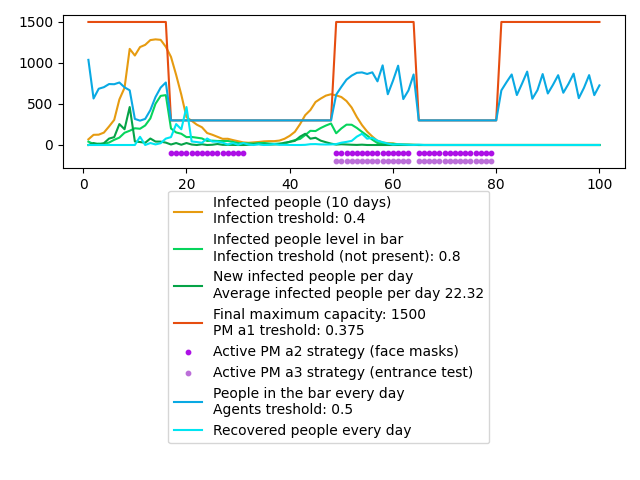 1500
1000
500
0
0
20
40
60
80
100
Infected people (10 days)
Infection treshold: 0.4
Infected people level in bar
Infection treshold (not present): 0.8
New infected people per day
Average infected people per day 22.32
Final maximum capacity: 1500
PM a1 treshold: 0.375
Active PM a2 strategy (face masks)
Active PM a3 strategy (entrance test)
People in the bar every day
Agents treshold: 0.5
Recovered people every day